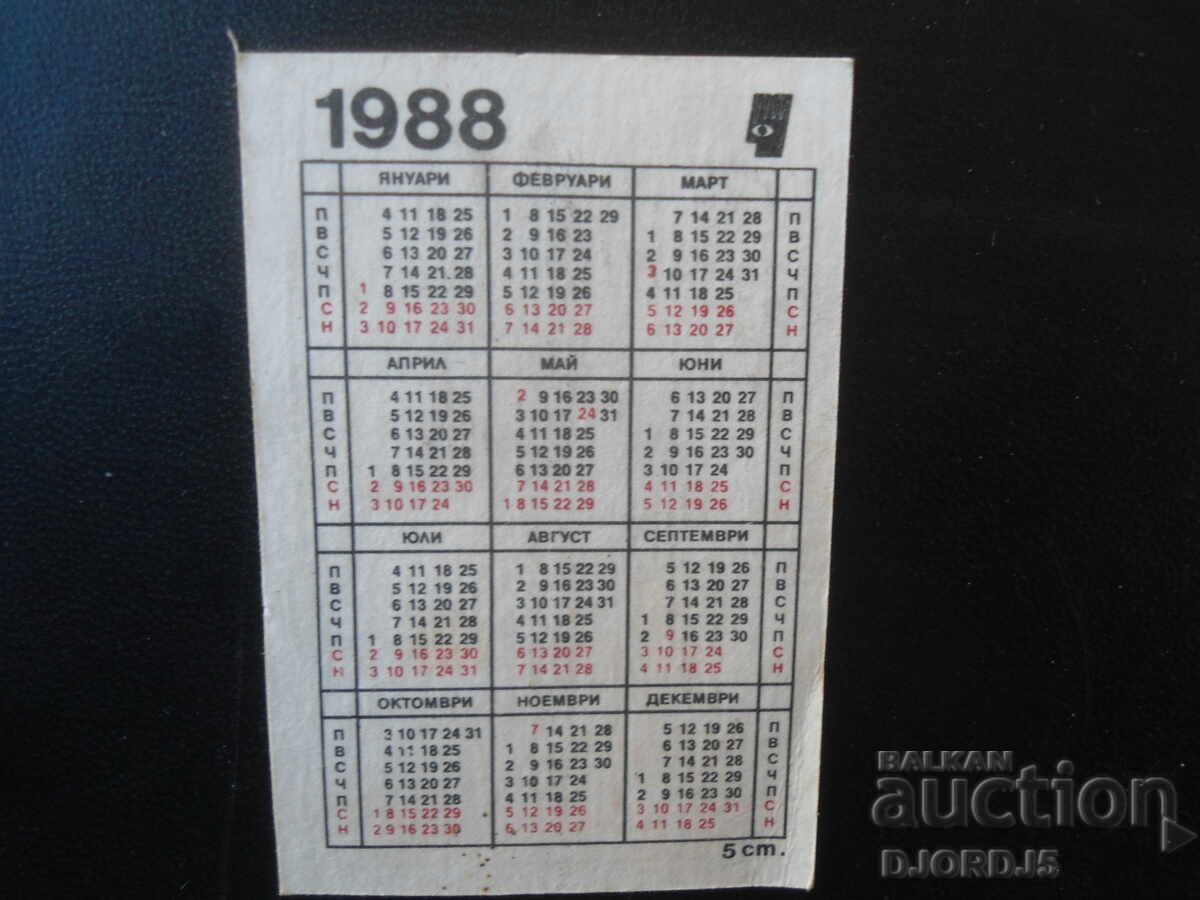 1988
ЯНУАРИ ФЕВРУАРИ МАРТ
П 4 11 18 25 1 8 15 22 29 7 14 21 28 П
В 5 12 19 26 2 9 16 23 1 8 15 22 29 В
С 6 13 20 27 3 10 17 24 2 9 16 23 30 С
Ч 7 14 21 28 4 11 18 25 3 10 17 24 31 Ч
П 1 8 15 22 29 5 12 19 26 4 11 18 25 П
С 2 9 16 23 30 6 13 20 27 5 12 19 26 С
Н 3 10 17 24 31 7 14 21 28 6 13 20 27 Н
АПРИЛ МАЙ ЮНИ
П 4 11 18 25 2 9 16 23 30 6 13 20 27 П
В 5 12 19 26 3 10 17 24 31 7 14 21 28 В
С 6 13 20 27 4 11 18 25 1 8 15 22 29 С
Ч 7 14 21 28 5 12 19 26 2 9 16 23 30 Ч
П 1 8 15 22 29 6 13 20 27 3 10 17 24 П
С 2 9 16 23 30 7 14 21 28 4 11 18 25 С
Н 3 10 17 24 1 8 15 22 29 5 12 19 26 Н
ЮЛИ АВГУСТ СЕПТЕМВРИ
П 4 11 18 25 1 8 15 22 29 5 12 19 26 П
В 5 12 19 26 2 9 16 23 30 6 13 20 27 В
С 6 13 20 27 3 10 17 24 31 7 14 21 28 С
Ч 7 14 21 28 4 11 18 25 1 8 15 22 29 Ч
П 1 8 15 22 29 5 12 19 26 2 9 16 23 30 П
С 2 9 16 23 30 6 13 20 27 3 10 17 24 С
Н 3 10 17 24 31 7 14 21 28 4 11 18 25 Н
ОКТОМВРИ НОЕМВРИ ДЕКЕМВРИ
П 3 10 17 24 31 7 14 21 28 5 12 19 26 П
В 4 11 18 25 1 8 15 22 29 6 13 20 27 В
С 5 12 19 26 2 9 16 23 30 7 14 21 28 С
Ч 6 13 20 27 3 10 17 24 1 8 15 22 29 Ч
П 7 14 21 28 4 11 18 25 2 9 16 23 30 П
С 1 8 15 22 29 5 12 19 26 3 10 17 24 31 С
Н 2 9 16 23 30 6 13 20 27 4 11 18 25 Н
5 ст.
BALKAN
auction
DJORDJ5